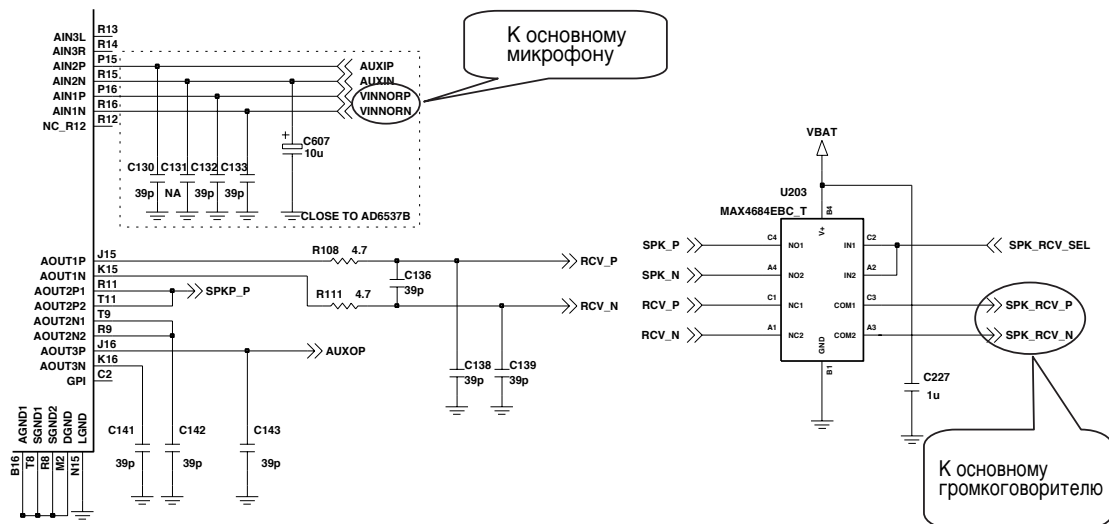 К основному
микрофону
AIN3L R13
AIN3R R14
AIN2P P15 AUXIP
AIN2N R15 AUXIN
AIN1P P16 VINNORP
AIN1N R16 VINNORN
NC_R12 R12
+ C607
10u
C130 C131 C132 C133
39p NA 39p 39p
CLOSE TO AD6537B
AOUT1P J15 R108 4.7 RCV_P
AOUT1N K15
C136
39p
AOUT2P1 R11 SPKP_P R111 4.7 RCV_N
AOUT2P2 T11
AOUT2N1 T9
AOUT2N2 R9
AOUT3P J16 AUXOP
AOUT3N K16
GPI C2
C138 C139
39p 39p
C141 C142 C143
39p 39p 39p
AGND1 SGND1 SGND2 DGND LGND
B16 T8 R8 M2 N15
VBAT
U203
MAX4684EBC_T
B4
V+
SPK_P C4 NO1 IN1 C2 SPK_RCV_SEL
SPK_N A4 NO2 IN2 A2
RCV_P C1 NC1 COM1 C3 SPK_RCV_P
RCV_N A1 NC2 COM2 A3 SPK_RCV_N
GND
B1
C227
1u
К основному
громкоговорителю